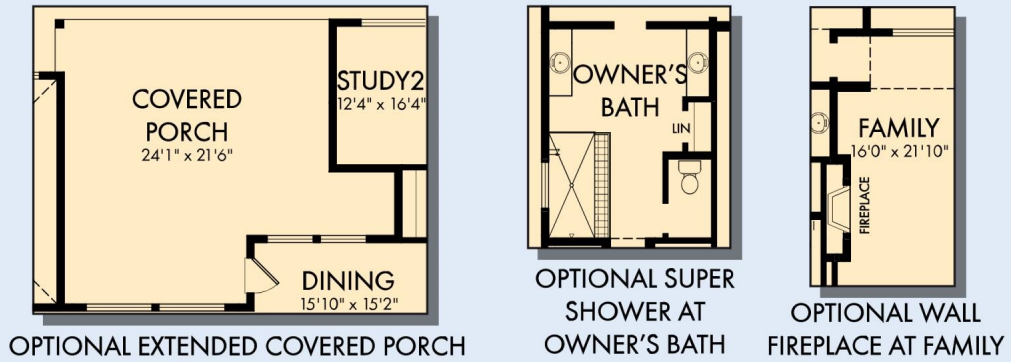 COVERED
PORCH
24'1" x 21'6"
STUDY2
12'4" x 16'4"
DINING
15'10" x 15'2"
OPTIONAL EXTENDED COVERED PORCH
OWNER'S
BATH
LIN
OPTIONAL SUPER
SHOWER AT
OWNER'S BATH
FAMILY
16'0" x 21'10"
FIREPLACE
OPTIONAL WALL
FIREPLACE AT FAMILY